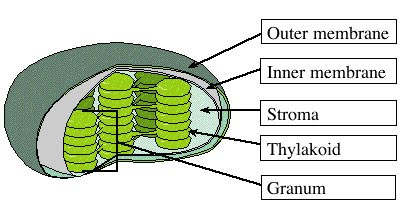 Outer membrane
Inner membrane
Stroma
Thylakoid
Granum